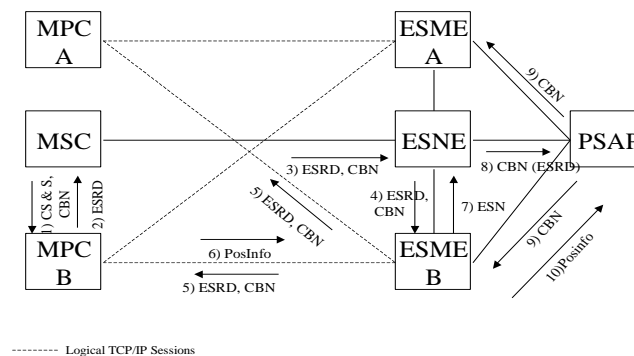 MPC
A
ESME
A
9) CBN
MSC
ESNE
PSAP
3) ESRD, CBN
8) CBN (ESRD)
1) CS & S,
CBN
2) ESRD
5) ESRD, CBN
4) ESRD,
CBN
7) ESN
MPC
B
6) PosInfo
5) ESRD, CBN
ESME
B
9) CBN
10)Posinfo
Logical TCP/IP Sessions